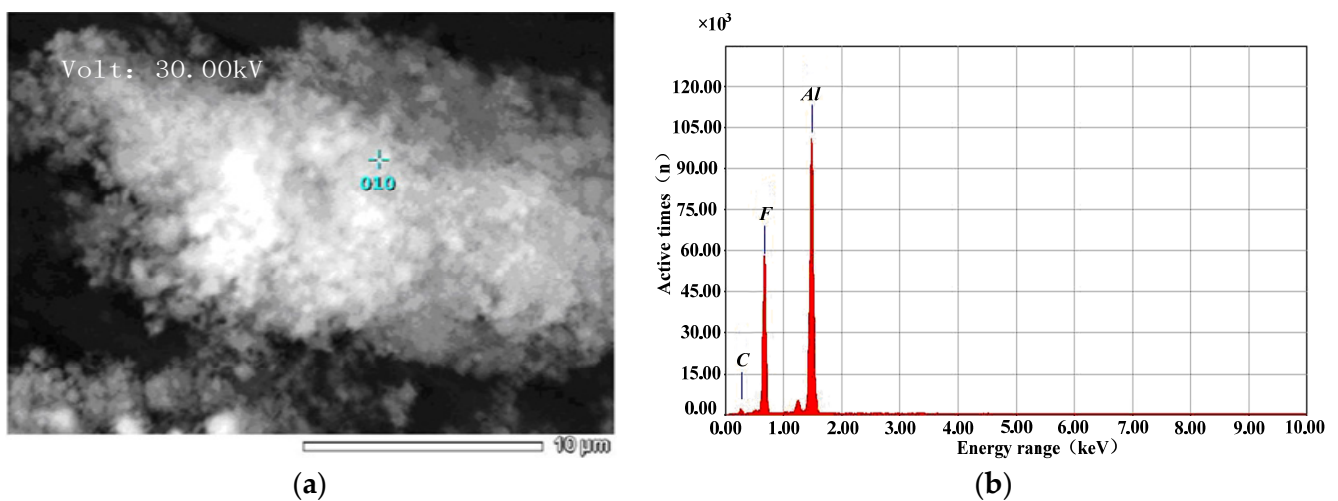 Volt: 30.00kV
010
10 μm
(a)
×10³
120.00
105.00
90.00
75.00
60.00
45.00
30.00
15.00
0.00
Active times（n）
C
F
Al
0.00 1.00 2.00 3.00 4.00 5.00 6.00 7.00 8.00 9.00 10.00
Energy range（keV）
(b)